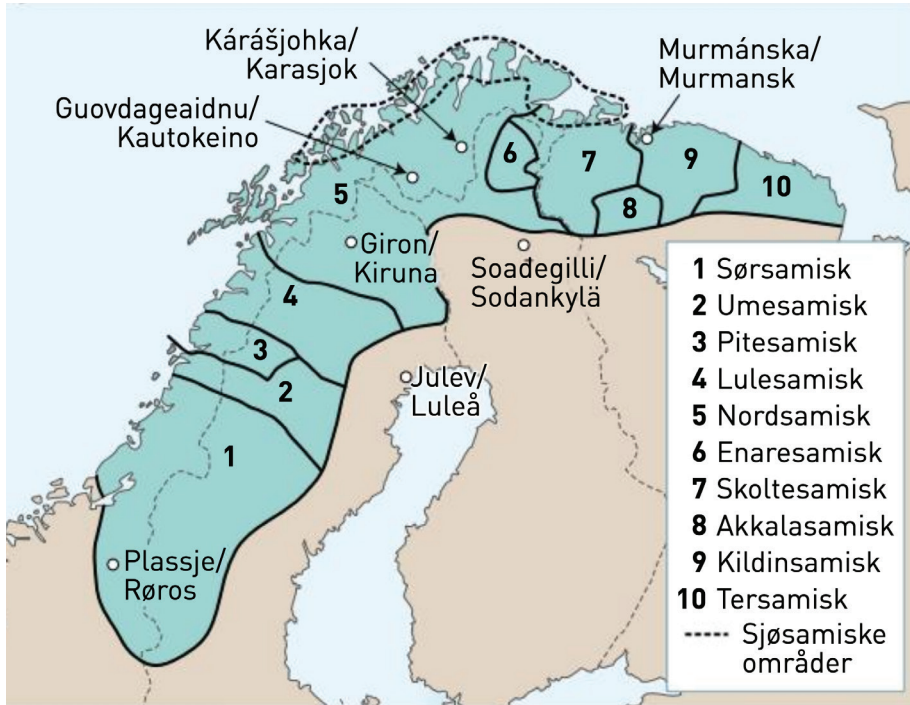 Kárášjohka/
Karasjok
Murmánska/
Murmansk
Guovdageaidnu/
Kautokeino
6
7
9
10
5
8
Giron/
Kiruna
Soadegilli/
Sodankylä
4
3
2
Julev/
Luleå
1
Plassje/
Røros
1 Sørsamisk
2 Umesamisk
3 Pitesamisk
4 Lulesamisk
5 Nordsamisk
6 Enaresamisk
7 Skoltesamisk
8 Akkalasamisk
9 Kildinsamisk
10 Tersamisk
Sjøsamiske
områder